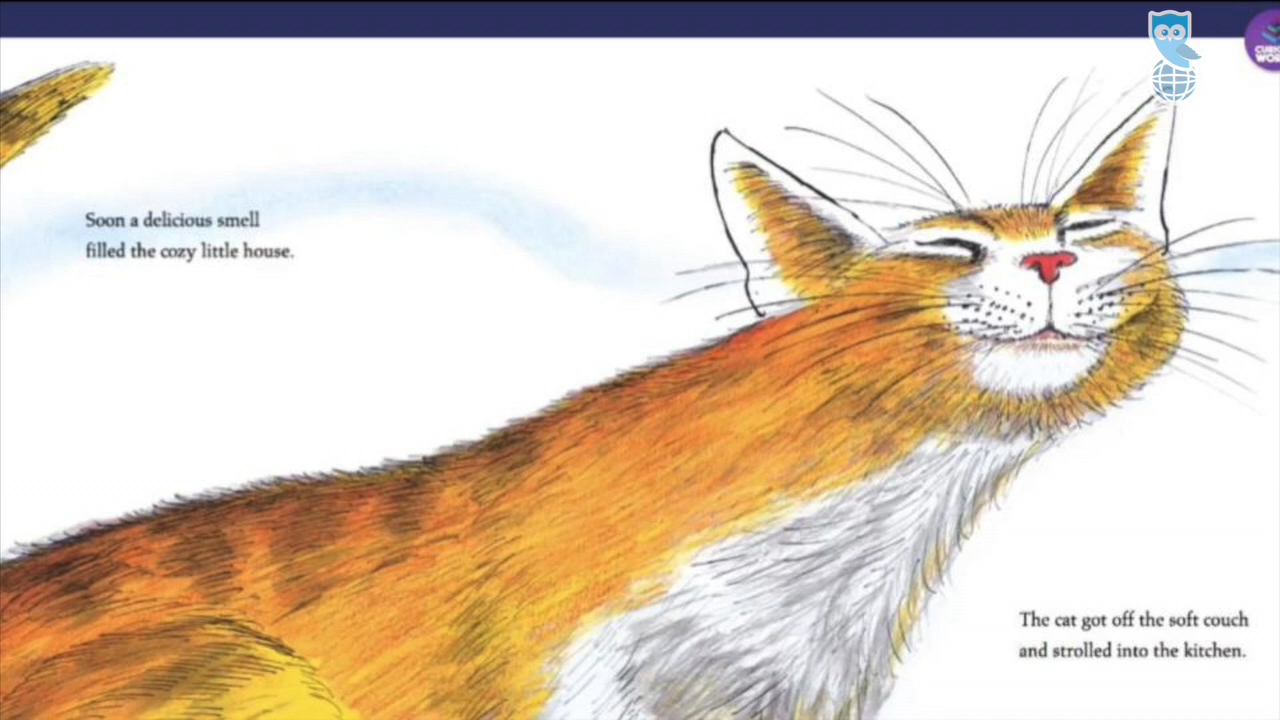 Soon a delicious smell
filled the cozy little house.
The cat got off the soft couch
and strolled into the kitchen.